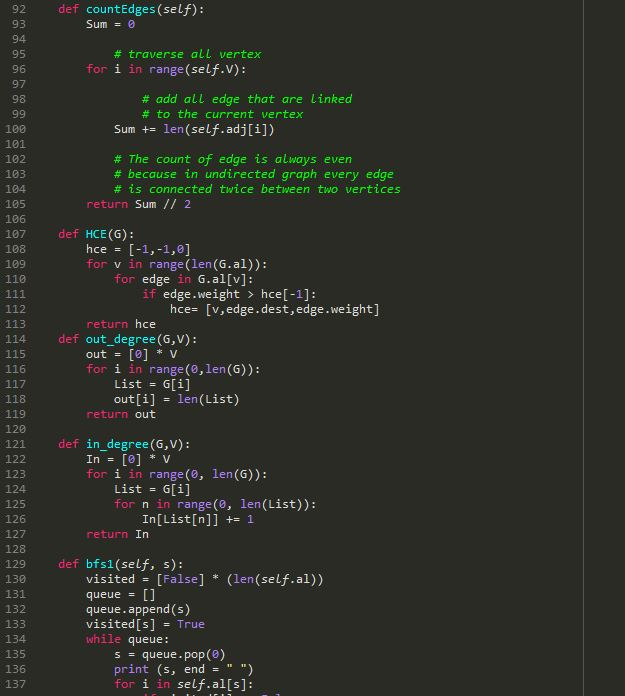 92 def countEdges(self):
93 Sum = 0
94
95 # traverse all vertex
96 for i in range(self.V):
97
98 # add all edge that are linked
99 # to the current vertex
100 Sum += len(self.adj[i])
101
102 # The count of edge is always even
103 # because in undirected graph every edge
104 # is connected twice between two vertices
105 return Sum // 2
106
107 def HCE(G):
108 hce = [-1,-1,0]
109 for v in range(len(G.al)):
110 for edge in G.al[v]:
111 if edge.weight > hce[-1]:
112 hce= [v,edge.dest,edge.weight]
113 return hce
114 def out_degree(G,V):
115 out = [0] * V
116 for i in range(0,len(G)):
117 List = G[i]
118 out[i] = len(List)
119 return out
120
121 def in_degree(G,V):
122 In = [0] * V
123 for i in range(0, len(G)):
124 List = G[i]
125 for n in range(0, len(List)):
126 In[List[n]] += 1
127 return In
128
129 def bfs1(self, s):
130 visited = [False] * (len(self.al))
131 queue = []
132 queue.append(s)
133 visited[s] = True
134 while queue:
135 s = queue.pop(0)
136 print (s, end = " ")
137 for i in self.al[s]: